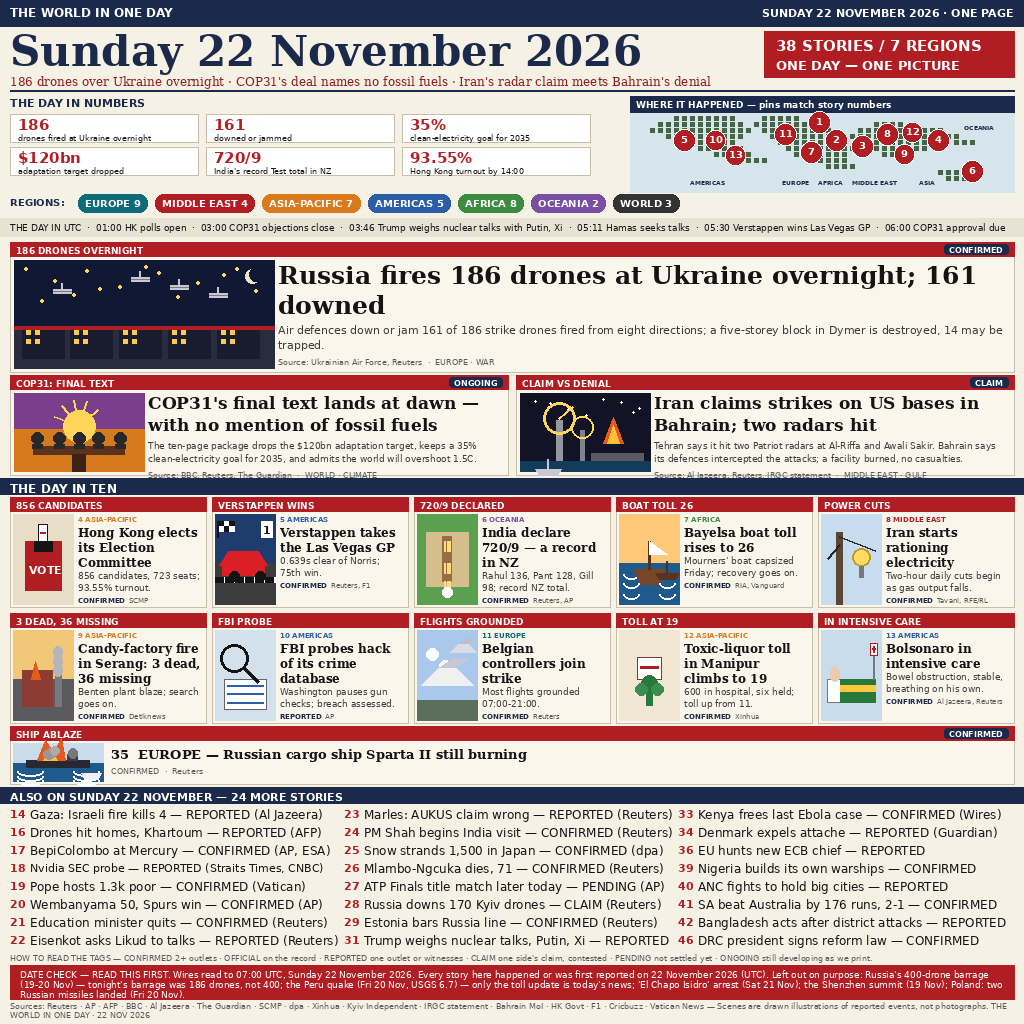 THE WORLD IN ONE DAY
SUNDAY 22 NOVEMBER 2026 · ONE PAGE
Sunday 22 November 2026
38 STORIES / 7 REGIONS
ONE DAY — ONE PICTURE
186 drones over Ukraine overnight · COP31's deal names no fossil fuels · Iran's radar claim meets Bahrain's denial
THE DAY IN NUMBERS
186
drones fired at Ukraine overnight
161
downed or jammed
35%
clean-electricity goal for 2035
$120bn
adaptation target dropped
720/9
India's record Test total in NZ
93.55%
Hong Kong turnout by 14:00
WHERE IT HAPPENED — pins match story numbers
1
2
3
4
5
6
7
8
9
10
11
12
13
OCEANIA
AMERICAS
EUROPE
AFRICA
MIDDLE EAST
ASIA
REGIONS:
EUROPE 9
MIDDLE EAST 4
ASIA-PACIFIC 7
AMERICAS 5
AFRICA 8
OCEANIA 2
WORLD 3
THE DAY IN UTC · 01:00 HK polls open · 03:00 COP31 objections close · 03:46 Trump weighs nuclear talks with Putin, Xi · 05:11 Hamas seeks talks · 05:30 Verstappen wins Las Vegas GP · 06:00 COP31 approval due
186 DRONES OVERNIGHT
CONFIRMED
Russia fires 186 drones at Ukraine overnight; 161
downed
Air defences down or jam 161 of 186 strike drones fired from eight directions; a five-storey block in Dymer is destroyed, 14 may be
trapped.
Source: Ukrainian Air Force, Reuters · EUROPE · WAR
COP31: FINAL TEXT
ONGOING
COP31's final text lands at dawn —
with no mention of fossil fuels
The ten-page package drops the $120bn adaptation target, keeps a 35%
clean-electricity goal for 2035, and admits the world will overshoot 1.5C.
Source: BBC, Reuters, The Guardian · WORLD · CLIMATE
CLAIM VS DENIAL
CLAIM
Iran claims strikes on US bases in
Bahrain; two radars hit
Tehran says it hit two Patriot radars at Al-Riffa and Awali Sakir. Bahrain says
its defences intercepted the attacks; a facility burned, no casualties.
Source: Al Jazeera, Reuters, IRGC statement · MIDDLE EAST · GULF
THE DAY IN TEN
856 CANDIDATES
VOTE
4 ASIA-PACIFIC
Hong Kong elects
its Election
Committee
856 candidates, 723 seats;
93.55% turnout.
CONFIRMED SCMP
VERSTAPPEN WINS
1
5 AMERICAS
Verstappen takes
the Las Vegas GP
0.639s clear of Norris;
75th win.
CONFIRMED Reuters, F1
720/9 DECLARED
6 OCEANIA
India declare
720/9 — a record
in NZ
Rahul 136, Pant 128, Gill
98; record NZ total.
CONFIRMED Reuters, AP
BOAT TOLL 26
7 AFRICA
Bayelsa boat toll
rises to 26
Mourners' boat capsized
Friday; recovery goes on.
CONFIRMED RIA, Vanguard
POWER CUTS
8 MIDDLE EAST
Iran starts
rationing
electricity
Two-hour daily cuts begin
as gas output falls.
CONFIRMED Tavani, RFE/RL
3 DEAD, 36 MISSING
9 ASIA-PACIFIC
Candy-factory fire
in Serang: 3 dead,
36 missing
Benten plant blaze; search
goes on.
CONFIRMED Detiknews
FBI PROBE
10 AMERICAS
FBI probes hack
of its crime
database
Washington pauses gun
checks; breach assessed.
REPORTED AP
FLIGHTS GROUNDED
11 EUROPE
Belgian
controllers join
strike
Most flights grounded
07:00-21:00.
CONFIRMED Reuters
TOLL AT 19
12 ASIA-PACIFIC
Toxic-liquor toll
in Manipur
climbs to 19
600 in hospital, six held;
toll up from 11.
CONFIRMED Xinhua
IN INTENSIVE CARE
13 AMERICAS
Bolsonaro in
intensive care
Bowel obstruction, stable,
breathing on his own.
CONFIRMED Al Jazeera, Reuters
SHIP ABLAZE
CONFIRMED
35 EUROPE — Russian cargo ship Sparta II still burning
CONFIRMED · Reuters
ALSO ON SUNDAY 22 NOVEMBER — 24 MORE STORIES
14 Gaza: Israeli fire kills 4 — REPORTED (Al Jazeera)
16 Drones hit homes, Khartoum — REPORTED (AFP)
17 BepiColombo at Mercury — CONFIRMED (AP, ESA)
18 Nvidia SEC probe — REPORTED (Straits Times, CNBC)
19 Pope hosts 1.3k poor — CONFIRMED (Vatican)
20 Wembanyama 50, Spurs win — CONFIRMED (AP)
21 Education minister quits — CONFIRMED (Reuters)
22 Eisenkot asks Likud to talks — REPORTED (Reuters)
23 Marles: AUKUS claim wrong — REPORTED (Reuters)
24 PM Shah begins India visit — CONFIRMED (Reuters)
25 Snow strands 1,500 in Japan — CONFIRMED (dpa)
26 Mlambo-Ngcuka dies, 71 — CONFIRMED (Reuters)
27 ATP Finals title match later today — PENDING (AP)
28 Russia downs 170 Kyiv drones — CLAIM (Reuters)
29 Estonia bars Russia line — CONFIRMED (Reuters)
31 Trump weighs nuclear talks, Putin, Xi — REPORTED
33 Kenya frees last Ebola case — CONFIRMED (Wires)
34 Denmark expels attache — REPORTED (Guardian)
36 EU hunts new ECB chief — REPORTED
39 Nigeria builds its own warships — CONFIRMED
40 ANC fights to hold big cities — REPORTED
41 SA beat Australia by 176 runs, 2-1 — CONFIRMED
42 Bangladesh acts after district attacks — REPORTED
46 DRC president signs reform law — CONFIRMED
HOW TO READ THE TAGS — CONFIRMED 2+ outlets · OFFICIAL on the record · REPORTED one outlet or witnesses · CLAIM one side's claim, contested · PENDING not settled yet · ONGOING still developing as we print.
DATE CHECK — READ THIS FIRST. Wires read to 07:00 UTC, Sunday 22 November 2026. Every story here happened or was first reported on 22 November 2026 (UTC). Left out on purpose: Russia's 400-drone barrage
(19-20 Nov) — tonight's barrage was 186 drones, not 400; the Peru quake (Fri 20 Nov, USGS 6.7) — only the toll update is today's news; 'El Chapo Isidro' arrest (Sat 21 Nov); the Shenzhen summit (19 Nov); Poland: two
Russian missiles landed (Fri 20 Nov).
Sources: Reuters · AP · AFP · BBC · Al Jazeera · The Guardian · SCMP · dpa · Xinhua · Kyiv Independent · IRGC statement · Bahrain MoI · HK Govt · F1 · Cricbuzz · Vatican News — Scenes are drawn illustrations of reported events, not photographs. THE
WORLD IN ONE DAY · 22 NOV 2026